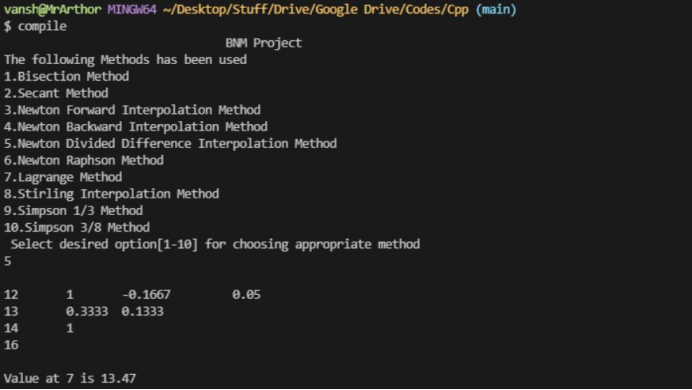 vansh@MrArthor MINGW64 ~/Desktop/Stuff/Drive/Google Drive/Codes/Cpp (main)
$ compile
BNM Project
The following Methods has been used
1.Bisection Method
2.Secant Method
3.Newton Forward Interpolation Method
4.Newton Backward Interpolation Method
5.Newton Divided Difference Interpolation Method
6.Newton Raphson Method
7.Lagrange Method
8.Stirling Interpolation Method
9.Simpson 1/3 Method
10.Simpson 3/8 Method
Select desired option[1-10] for choosing appropriate method
5
12 1 -0.1667 0.05
13 0.3333 0.1333
14 1
16
Value at 7 is 13.47